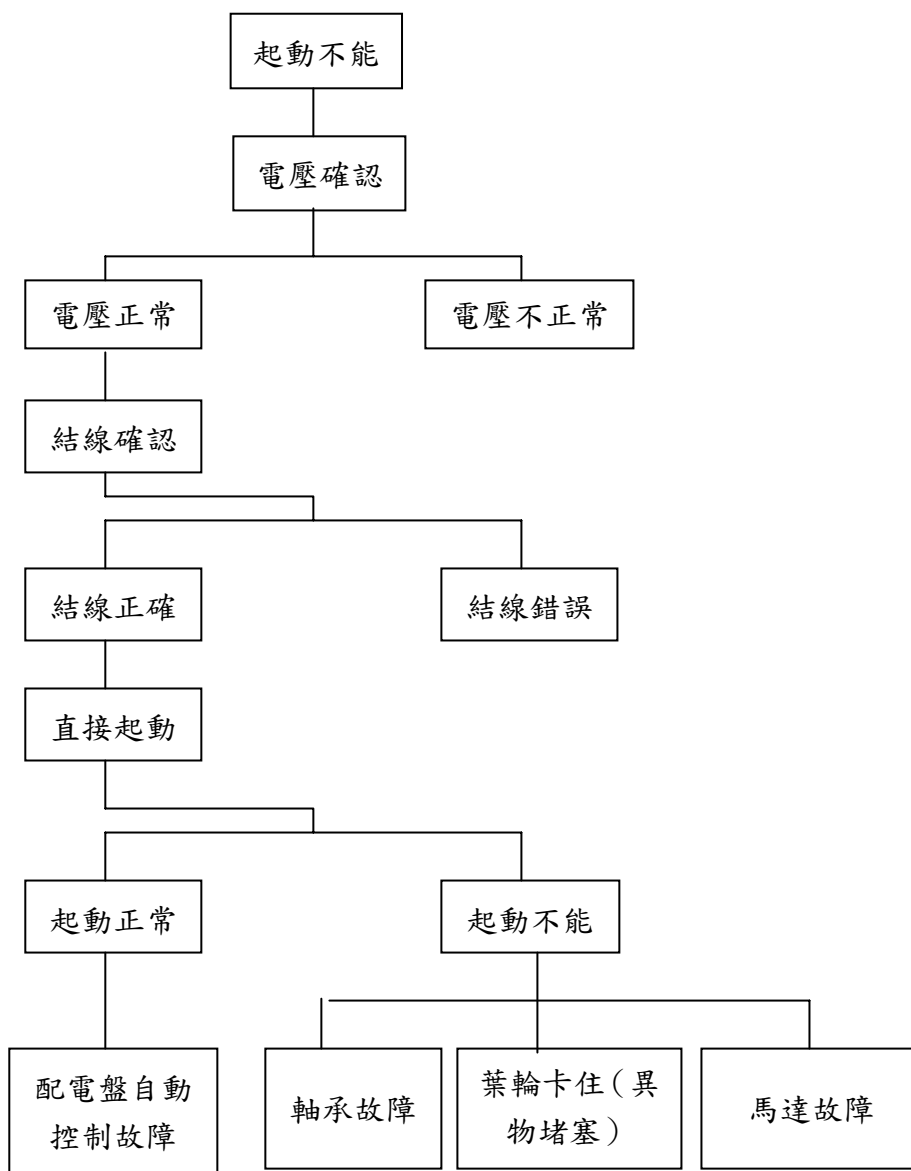 起動不能
電壓確認
電壓正常
電壓不正常
結線確認
結線正確
結線錯誤
直接起動
起動正常
起動不能
配電盤自動
控制故障
軸承故障
葉輪卡住（異
物堵塞）
馬達故障